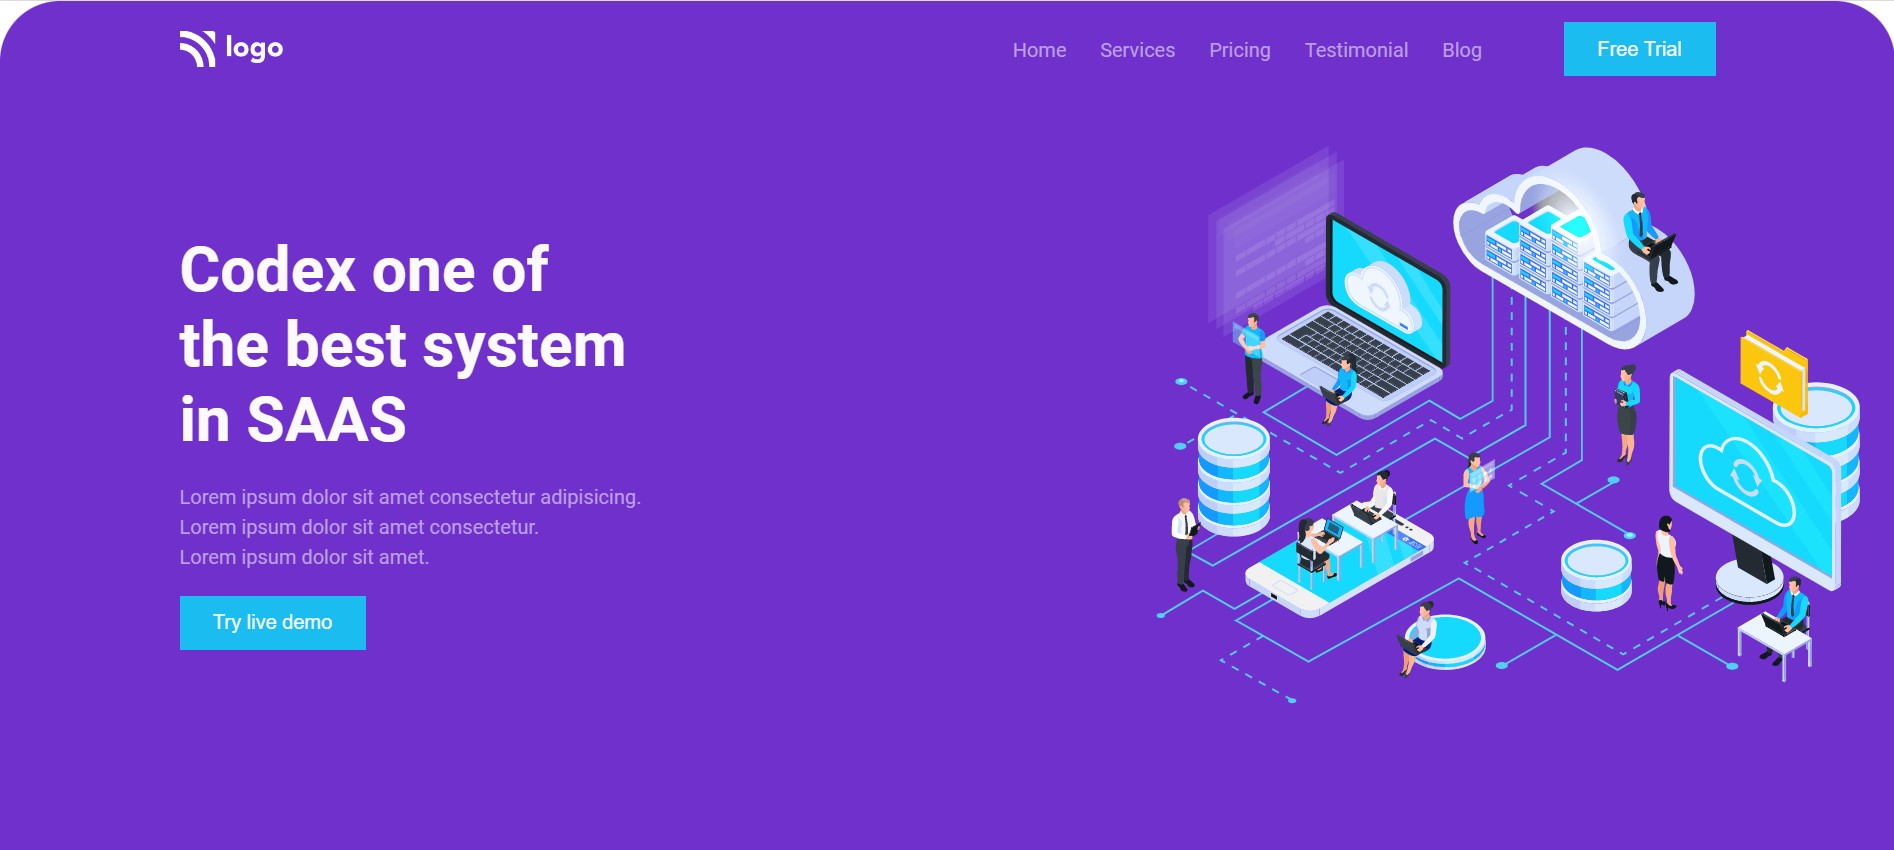 logo
Home Services Pricing Testimonial Blog Free Trial
Codex one of
the best system
in SAAS
Lorem ipsum dolor sit amet consectetur adipisicing.
Lorem ipsum dolor sit amet consectetur.
Lorem ipsum dolor sit amet.
Try live demo